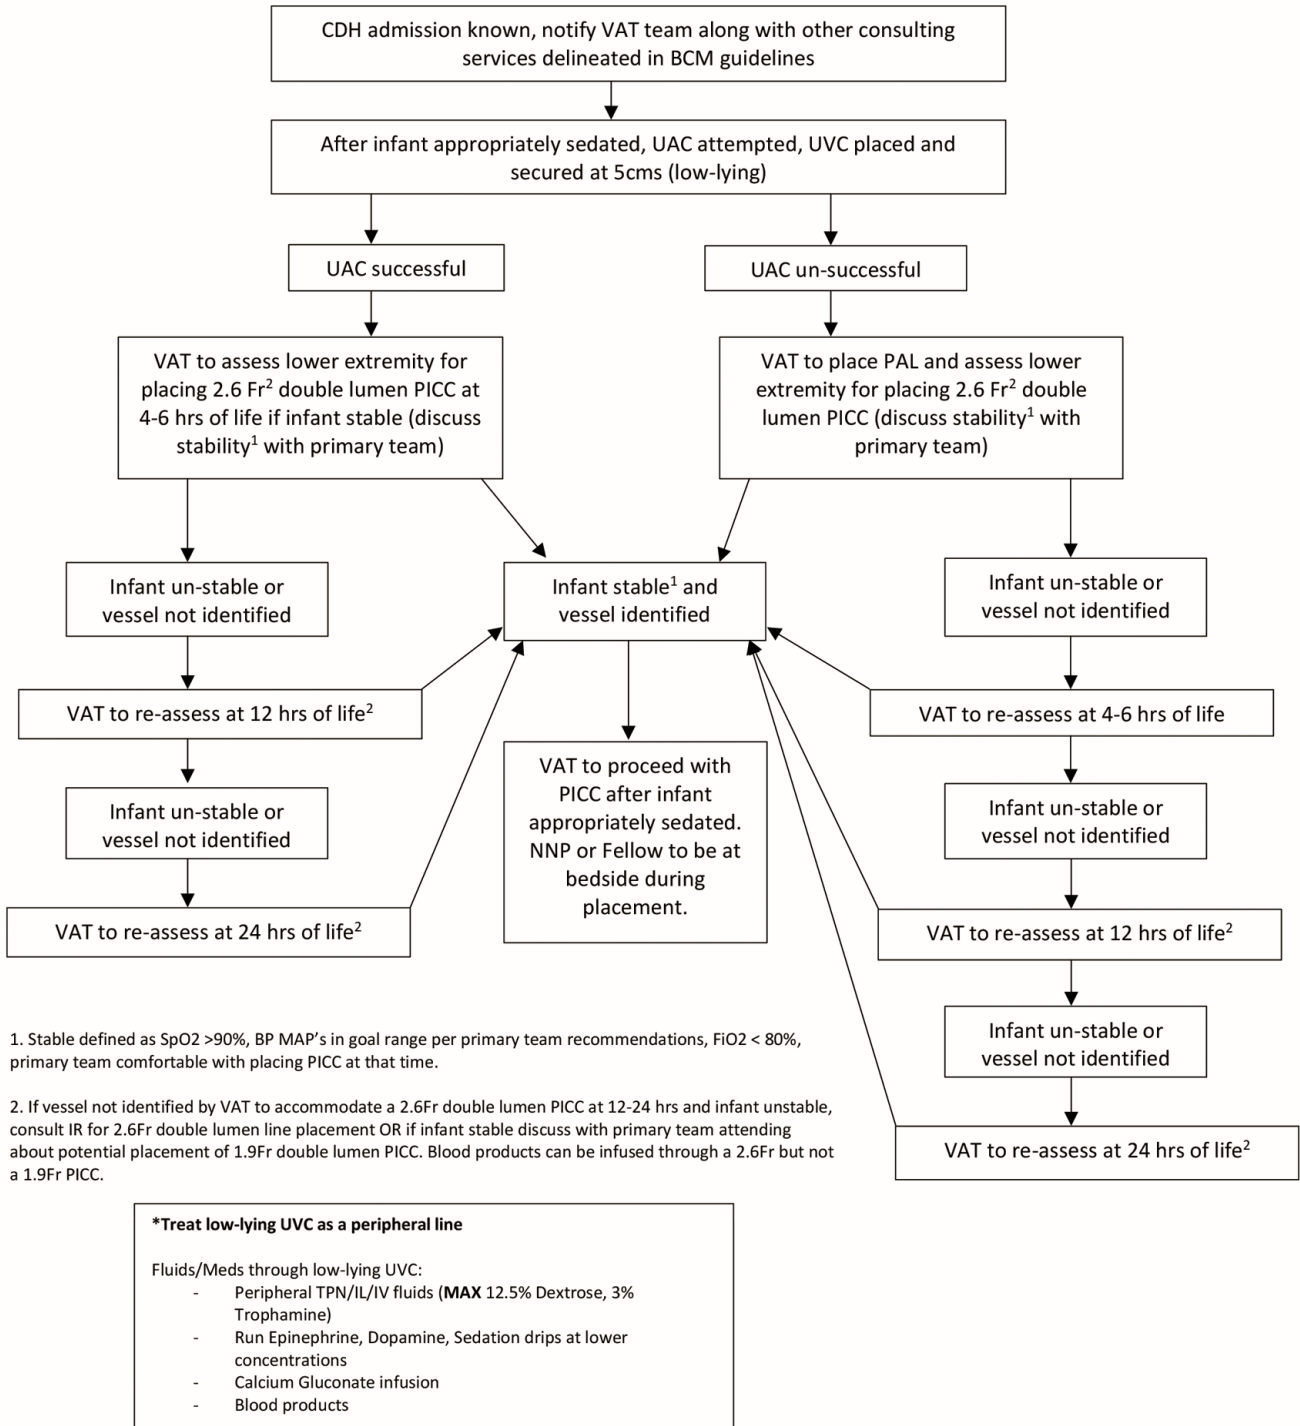 CDH admission known, notify VAT team along with other consulting
services delineated in BCM guidelines
After infant appropriately sedated, UAC attempted, UVC placed and
secured at 5cms (low-lying)
UAC successful
UAC un-successful
VAT to assess lower extremity for
placing 2.6 Fr² double lumen PICC at
4-6 hrs of life if infant stable (discuss
stability¹ with primary team)
VAT to place PAL and assess lower
extremity for placing 2.6 Fr² double
lumen PICC (discuss stability¹ with
primary team)
Infant un-stable or
vessel not identified
Infant stable¹ and
vessel identified
Infant un-stable or
vessel not identified
VAT to re-assess at 12 hrs of life²
VAT to re-assess at 4-6 hrs of life
VAT to proceed with
PICC after infant
appropriately sedated.
NNP or Fellow to be at
bedside during
placement.
Infant un-stable or
vessel not identified
Infant un-stable or
vessel not identified
VAT to re-assess at 24 hrs of life²
VAT to re-assess at 12 hrs of life²
Infant un-stable or
vessel not identified
VAT to re-assess at 24 hrs of life²
1. Stable defined as SpO2 >90%, BP MAP's in goal range per primary team recommendations, FiO2 < 80%,
primary team comfortable with placing PICC at that time.
2. If vessel not identified by VAT to accommodate a 2.6Fr double lumen PICC at 12-24 hrs and infant unstable,
consult IR for 2.6Fr double lumen line placement OR if infant stable discuss with primary team attending
about potential placement of 1.9Fr double lumen PICC. Blood products can be infused through a 2.6Fr but not
a 1.9Fr PICC.
*Treat low-lying UVC as a peripheral line
Fluids/Meds through low-lying UVC:
- Peripheral TPN/IL/IV fluids (MAX 12.5% Dextrose, 3%
Trophamine)
- Run Epinephrine, Dopamine, Sedation drips at lower
concentrations
- Calcium Gluconate infusion
- Blood products